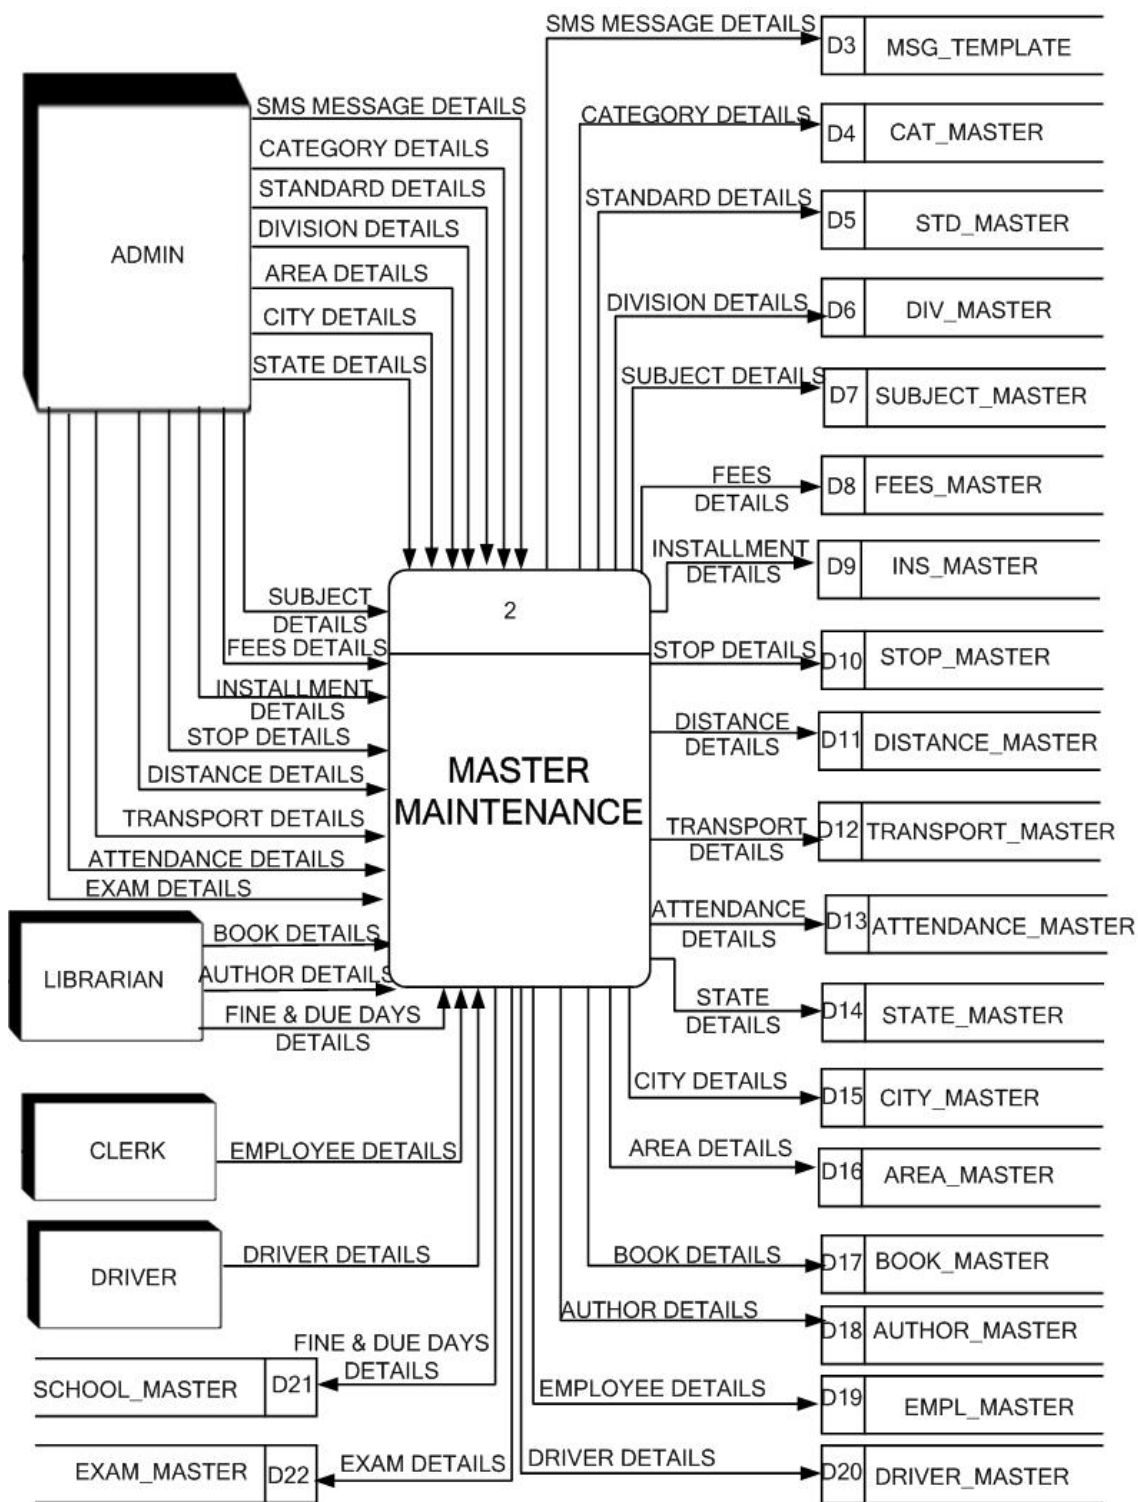 SMS MESSAGE DETAILS
D3 MSG_TEMPLATE
SMS MESSAGE DETAILS
CATEGORY DETAILS
D4 CAT_MASTER
CATEGORY DETAILS
STANDARD DETAILS
STANDARD DETAILS
D5 STD_MASTER
DIVISION DETAILS
ADMIN
AREA DETAILS
DIVISION DETAILS
D6 DIV_MASTER
CITY DETAILS
STATE DETAILS
SUBJECT DETAILS
D7 SUBJECT_MASTER
FEES
DETAILS
D8 FEES_MASTER
INSTALLMENT
DETAILS
D9 INS_MASTER
2
MASTER
MAINTENANCE
SUBJECT
DETAILS
FEES DETAILS
INSTALLMENT
DETAILS
STOP DETAILS
DISTANCE DETAILS
TRANSPORT DETAILS
ATTENDANCE DETAILS
EXAM DETAILS
STOP DETAILS
D10 STOP_MASTER
DISTANCE
DETAILS
D11 DISTANCE_MASTER
TRANSPORT
DETAILS
D12 TRANSPORT_MASTER
ATTENDANCE
DETAILS
D13 ATTENDANCE_MASTER
BOOK DETAILS
LIBRARIAN
AUTHOR DETAILS
FINE & DUE DAYS
DETAILS
STATE
DETAILS
D14 STATE_MASTER
CITY DETAILS
D15 CITY_MASTER
CLERK
EMPLOYEE DETAILS
AREA DETAILS
D16 AREA_MASTER
DRIVER
DRIVER DETAILS
BOOK DETAILS
D17 BOOK_MASTER
AUTHOR DETAILS
D18 AUTHOR_MASTER
FINE & DUE DAYS
DETAILS
SCHOOL_MASTER D21
EMPLOYEE DETAILS
D19 EMPL_MASTER
EXAM_MASTER D22
EXAM DETAILS
DRIVER DETAILS
D20 DRIVER_MASTER